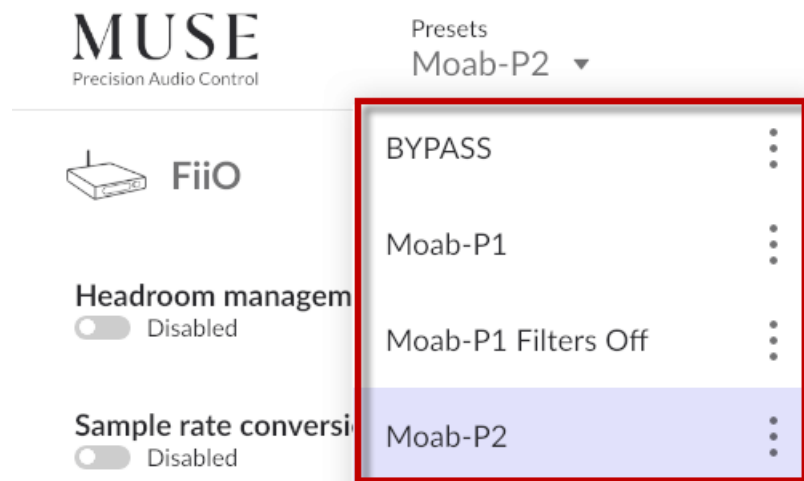 MUSE
Precision Audio Control
Presets
Moab-P2
FiiO
Headroom managem
Disabled
Sample rate conversi
Disabled
BYPASS
Moab-P1
Moab-P1 Filters Off
Moab-P2